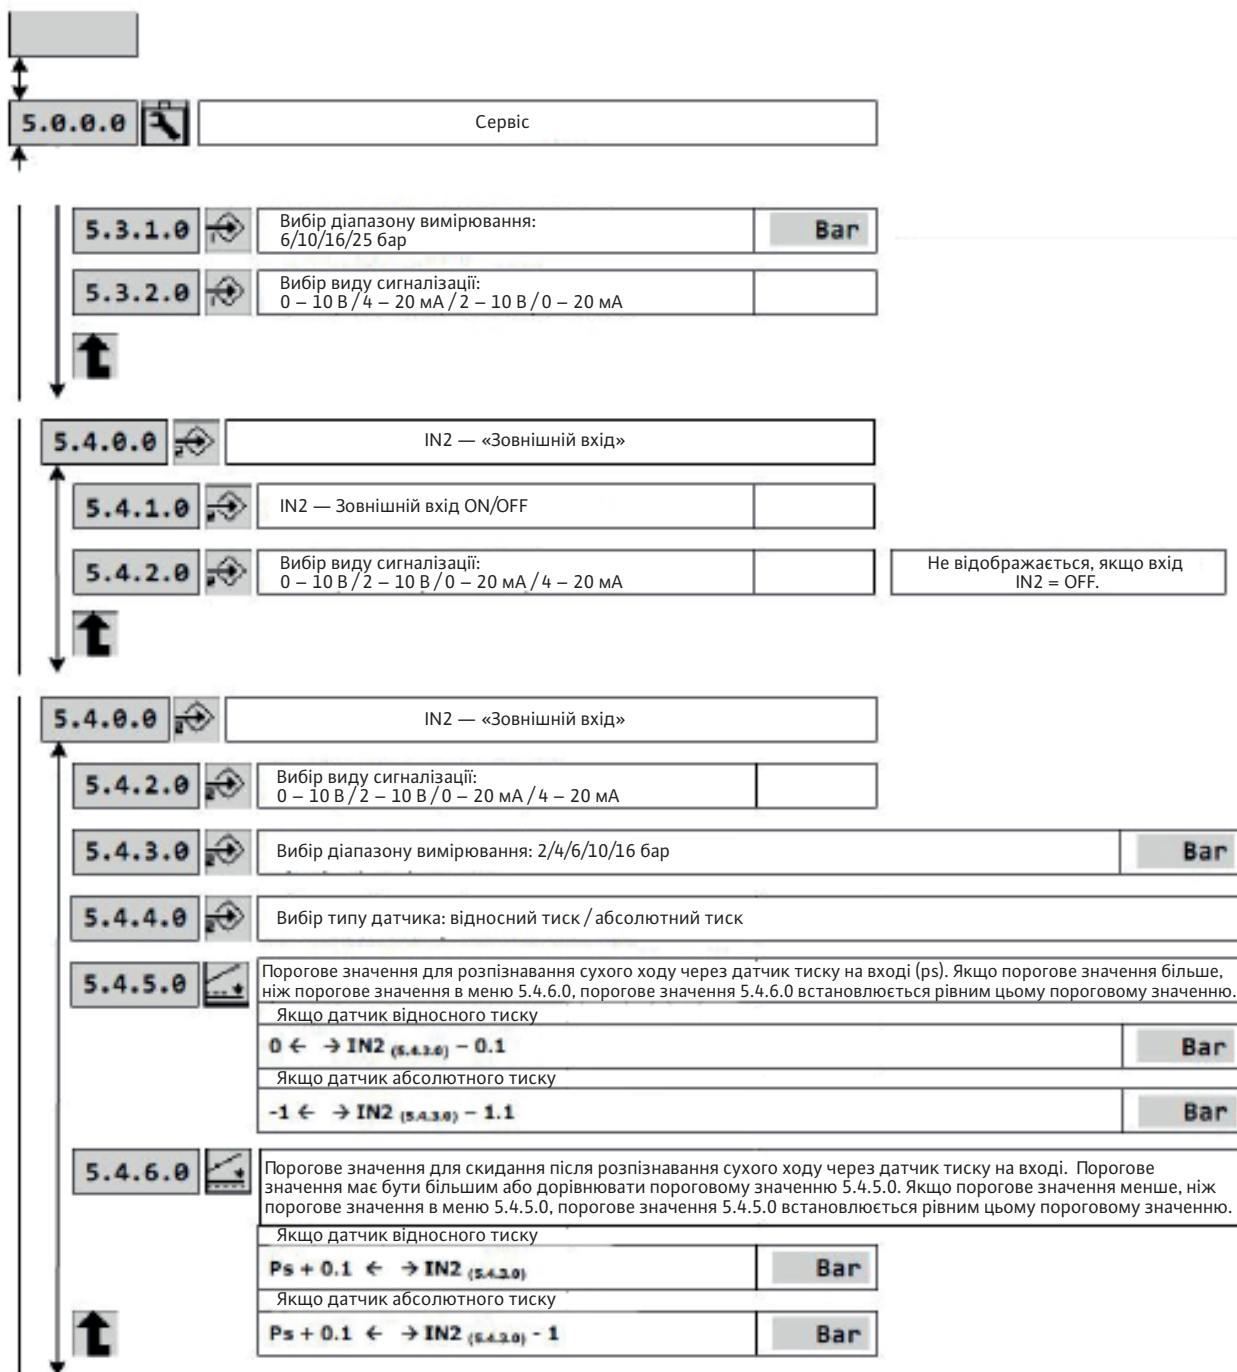 5.0.0.0
Сервіс
5.3.1.0
Вибір діапазону вимірювання:
6/10/16/25 бар
Bar
5.3.2.0
Вибір виду сигналізації:
0 – 10 В / 4 – 20 мА / 2 – 10 В / 0 – 20 мА
5.4.0.0
IN2 — «Зовнішній вхід»
5.4.1.0
IN2 — Зовнішній вхід ON/OFF
5.4.2.0
Вибір виду сигналізації:
0 – 10 В / 2 – 10 В / 0 – 20 мА / 4 – 20 мА
Не відображається, якщо вхід
IN2 = OFF.
5.4.0.0
IN2 — «Зовнішній вхід»
5.4.2.0
Вибір виду сигналізації:
0 – 10 В / 2 – 10 В / 0 – 20 мА / 4 – 20 мА
5.4.3.0
Вибір діапазону вимірювання: 2/4/6/10/16 бар
Bar
5.4.4.0
Вибір типу датчика: відносний тиск / абсолютний тиск
5.4.5.0
Порогове значення для розпізнавання сухого ходу через датчик тиску на вході (ps). Якщо порогове значення більше,
ніж порогове значення в меню 5.4.6.0, порогове значення 5.4.6.0 встановлюється рівним цьому пороговому значенню.
Якщо датчик відносного тиску
0 ← → IN2 (5.4.3.0) – 0.1
Bar
Якщо датчик абсолютного тиску
-1 ← → IN2 (5.4.3.0) – 1.1
Bar
5.4.6.0
Порогове значення для скидання після розпізнавання сухого ходу через датчик тиску на вході. Порогове
значення має бути більшим або дорівнювати пороговому значенню 5.4.5.0. Якщо порогове значення менше, ніж
порогове значення в меню 5.4.5.0, порогове значення 5.4.5.0 встановлюється рівним цьому пороговому значенню.
Якщо датчик відносного тиску
Ps + 0.1 ← → IN2 (5.4.3.0)
Bar
Якщо датчик абсолютного тиску
Ps + 0.1 ← → IN2 (5.4.3.0) - 1
Bar